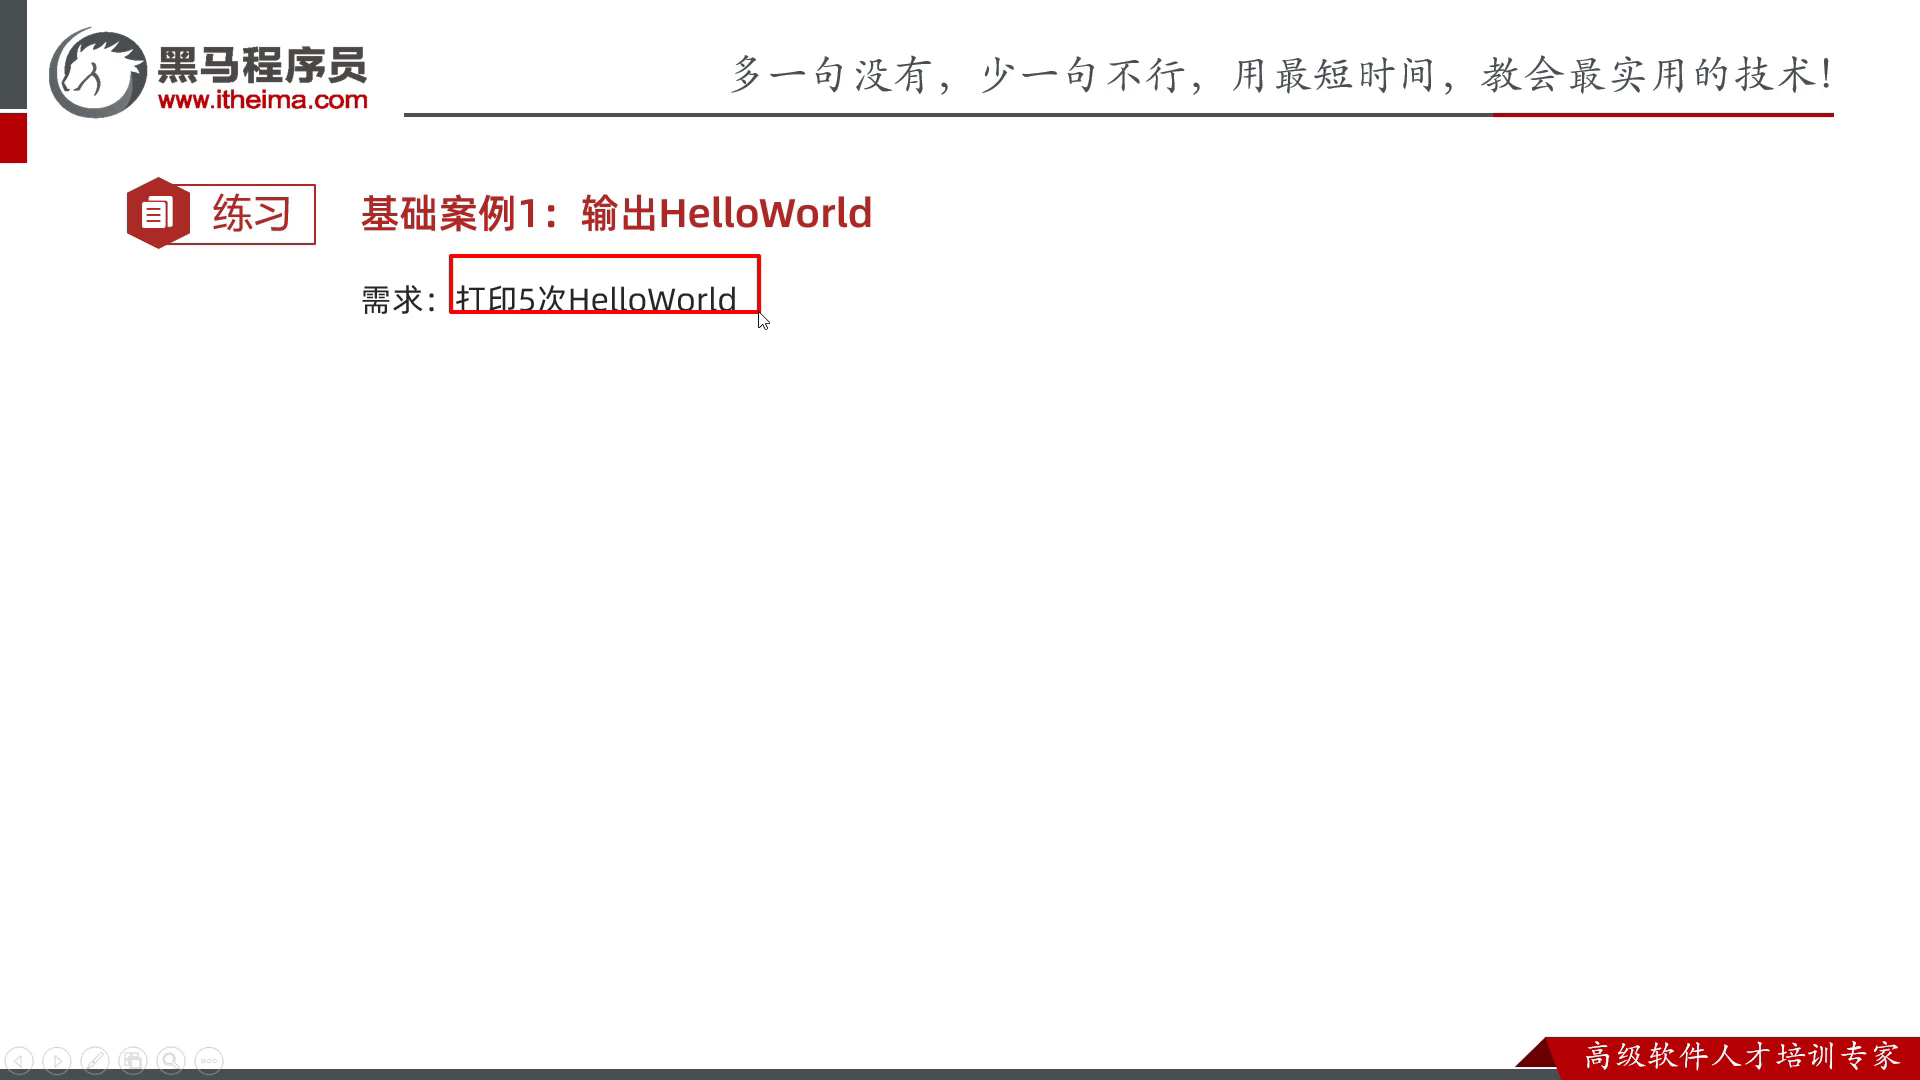 黑马程序员
www.itheima.com
多一句没有，少一句不行，用最短时间，教会最实用的技术！
练习
基础案例1：输出HelloWorld
需求：打印5次HelloWorld
高级软件人才培训专家